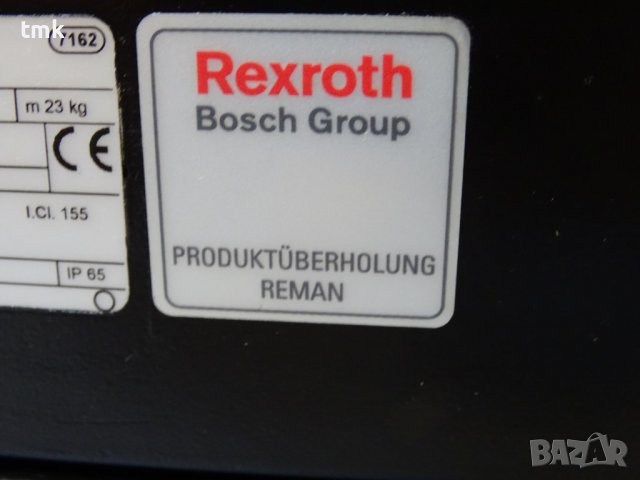 tmk
7162
m 23 kg
CE
I.Cl. 155
IP 65
Rexroth
Bosch Group
PRODUKTÜBERHOLUNG
REMAN
BAZAR